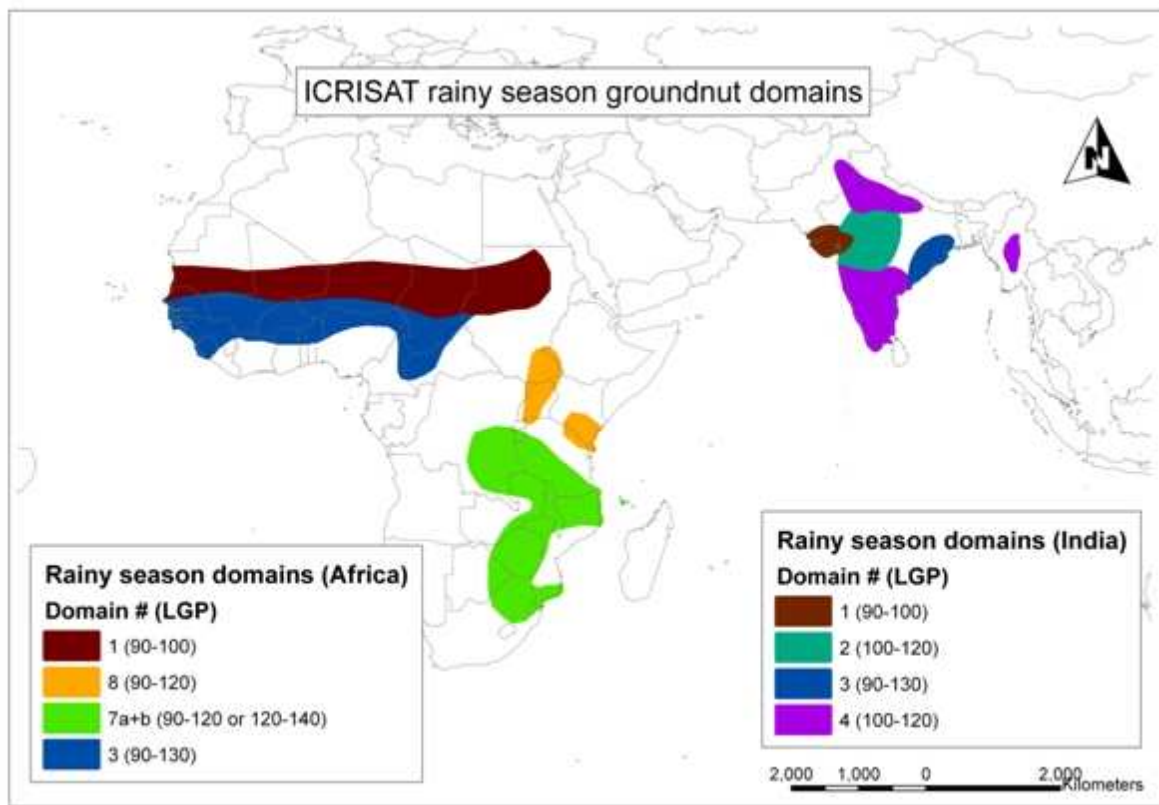 ICRISAT rainy season groundnut domains
N
Rainy season domains (Africa)
Domain # (LGP)
1 (90-100)
8 (90-120)
7a+b (90-120 or 120-140)
3 (90-130)
Rainy season domains (India)
Domain # (LGP)
1 (90-100)
2 (100-120)
3 (90-130)
4 (100-120)
2,000 1,000 0 2,000
Kilometers